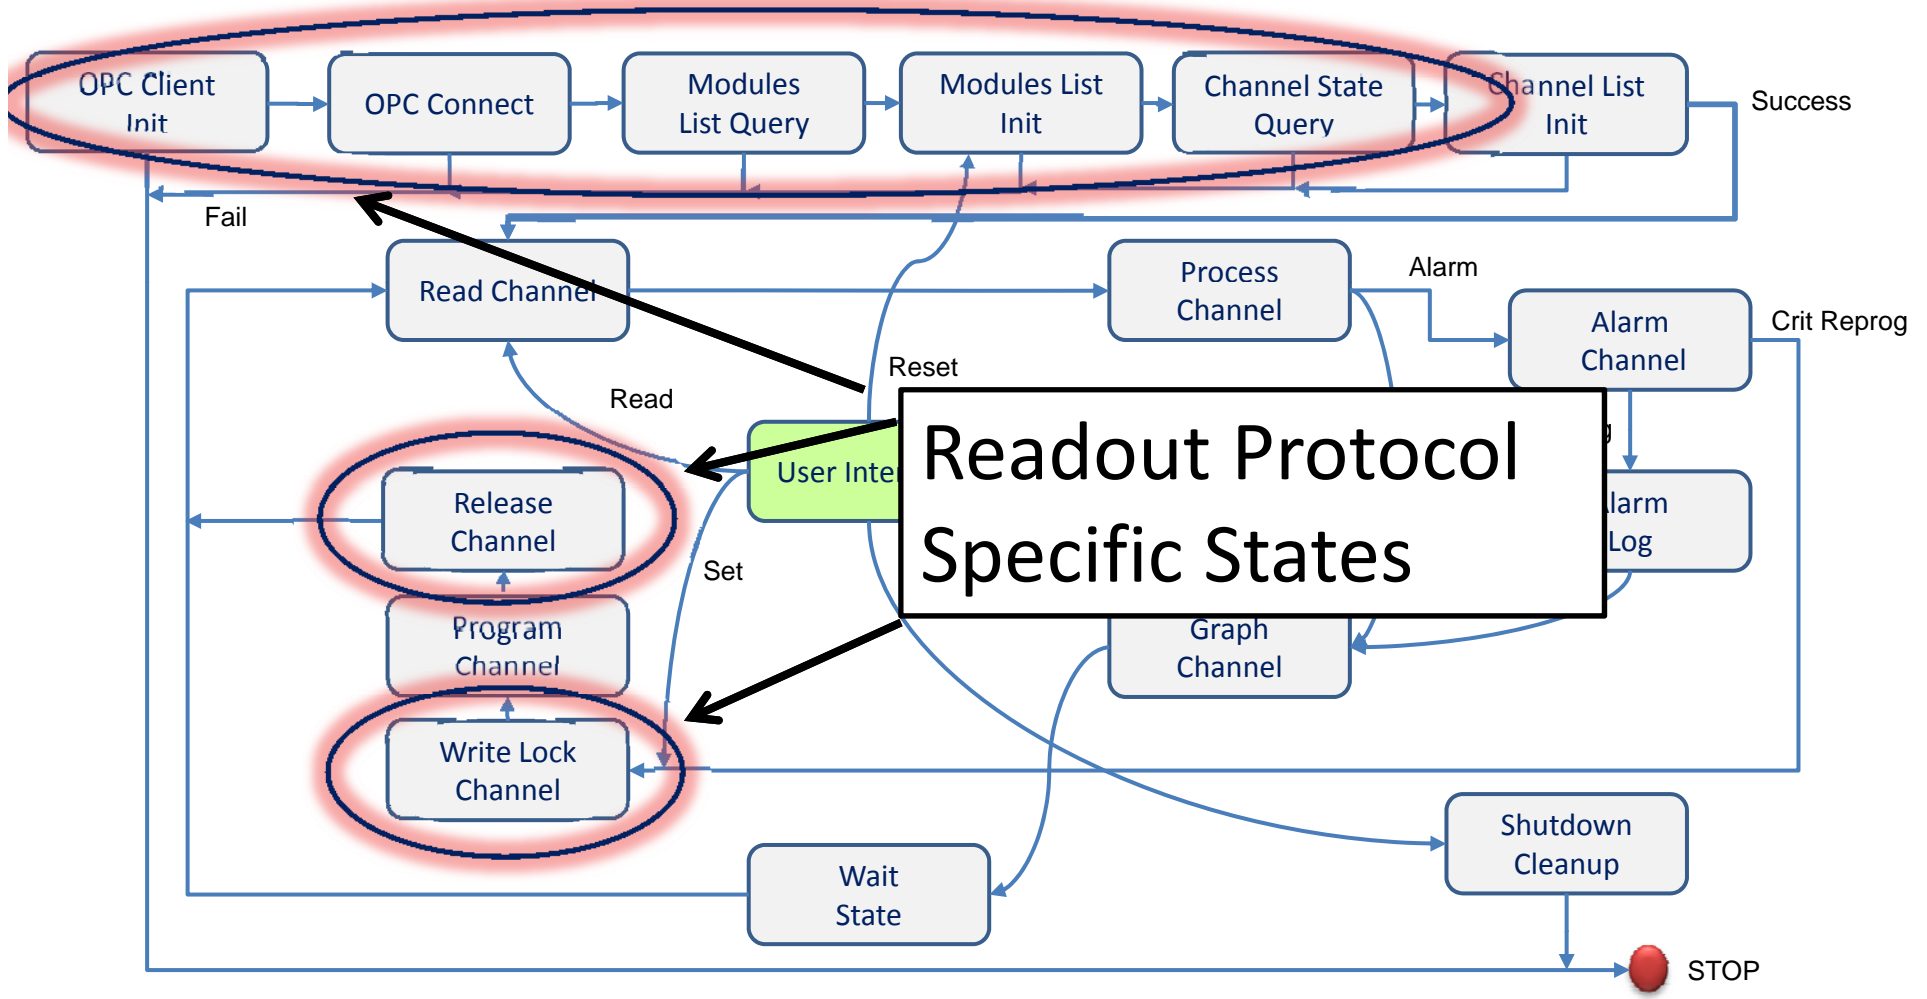 OPC Client
Init
OPC Connect
Modules
List Query
Modules List
Init
Channel State
Query
Channel List
Init
Success
Fail
Read Channel
Process
Channel
Alarm
Alarm
Channel
Crit Reprog
Reset
Read
User
Readout Protocol
Specific States
Release
Channel
Set
Log
Program
Channel
Graph
Channel
Write Lock
Channel
Shutdown
Cleanup
Wait
State
STOP